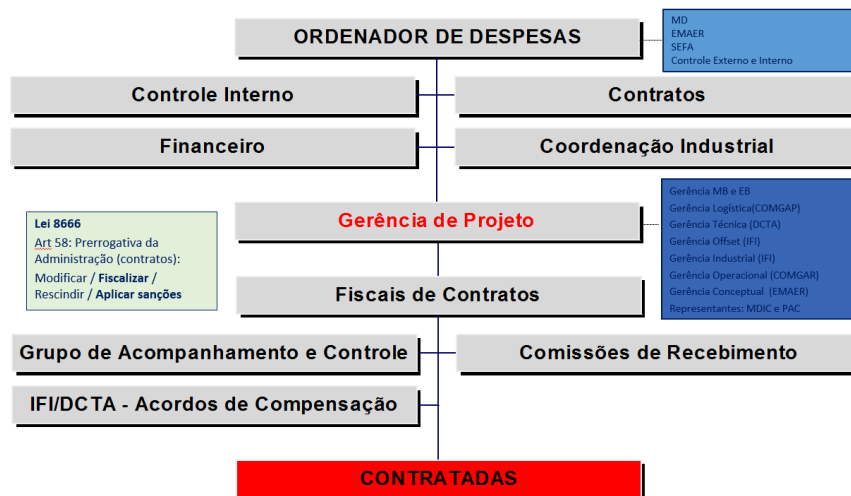 ORDENADOR DE DESPESAS
MD
EMAER
SEFA
Controle Externo e Interno
Controle Interno
Contratos
Financeiro
Coordenação Industrial
Gerência de Projeto
Gerência MB e EB
Gerência Logística(COMGAP)
Gerência Técnica (DCTA)
Gerência Offset (IFI)
Gerência Industrial (IFI)
Gerência Operacional (COMGAR)
Gerência Conceptual (EMAER)
Representantes: MDIC e PAC
Lei 8666
Art 58: Prerrogativa da
Administração (contratos):
Modificar / Fiscalizar /
Rescindir / Aplicar sanções
Fiscais de Contratos
Grupo de Acompanhamento e Controle
Comissões de Recebimento
IFI/DCTA - Acordos de Compensação
CONTRATADAS